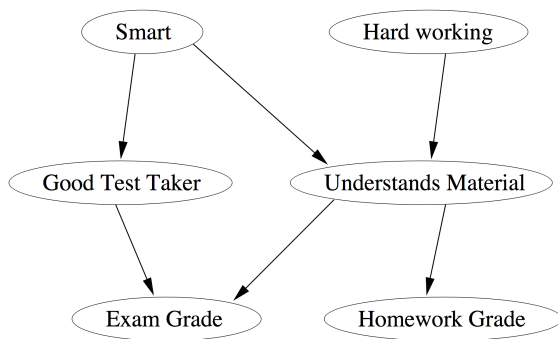 Smart
Hard working
Good Test Taker
Understands Material
Exam Grade
Homework Grade